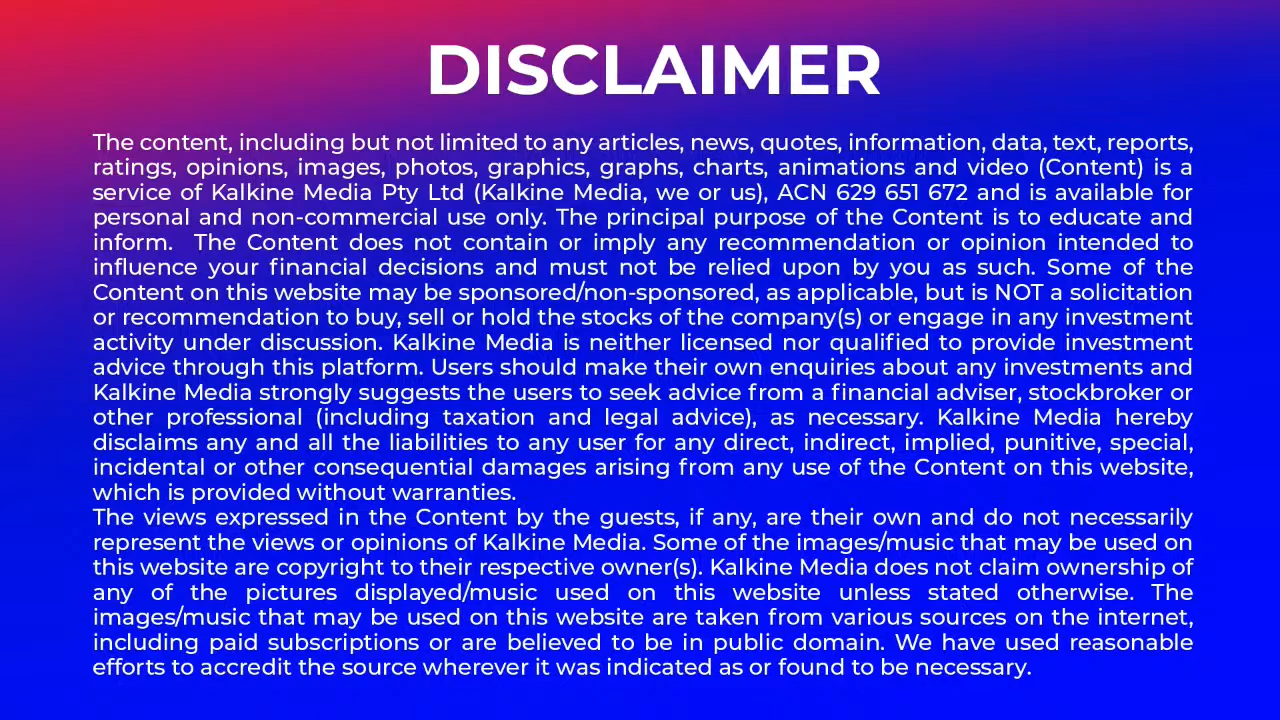 DISCLAIMER
The content, including but not limited to any articles, news, quotes, information, data, text, reports,
ratings, opinions, images, photos, graphics, graphs, charts, animations and video (Content) is a
service of Kalkine Media Pty Ltd (Kalkine Media, we or us), ACN 629 651 672 and is available for
personal and non-commercial use only. The principal purpose of the Content is to educate and
inform.  The Content does not contain or imply any recommendation or opinion intended to
influence your financial decisions and must not be relied upon by you as such. Some of the
Content on this website may be sponsored/non-sponsored, as applicable, but is NOT a solicitation
or recommendation to buy, sell or hold the stocks of the company(s) or engage in any investment
activity under discussion. Kalkine Media is neither licensed nor qualified to provide investment
advice through this platform. Users should make their own enquiries about any investments and
Kalkine Media strongly suggests the users to seek advice from a financial adviser, stockbroker or
other professional (including taxation and legal advice), as necessary. Kalkine Media hereby
disclaims any and all the liabilities to any user for any direct, indirect, implied, punitive, special,
incidental or other consequential damages arising from any use of the Content on this website,
which is provided without warranties.
The views expressed in the Content by the guests, if any, are their own and do not necessarily
represent the views or opinions of Kalkine Media. Some of the images/music that may be used on
this website are copyright to their respective owner(s). Kalkine Media does not claim ownership of
any of the pictures displayed/music used on this website unless stated otherwise. The
images/music that may be used on this website are taken from various sources on the internet,
including paid subscriptions or are believed to be in public domain. We have used reasonable
efforts to accredit the source wherever it was indicated as or found to be necessary.